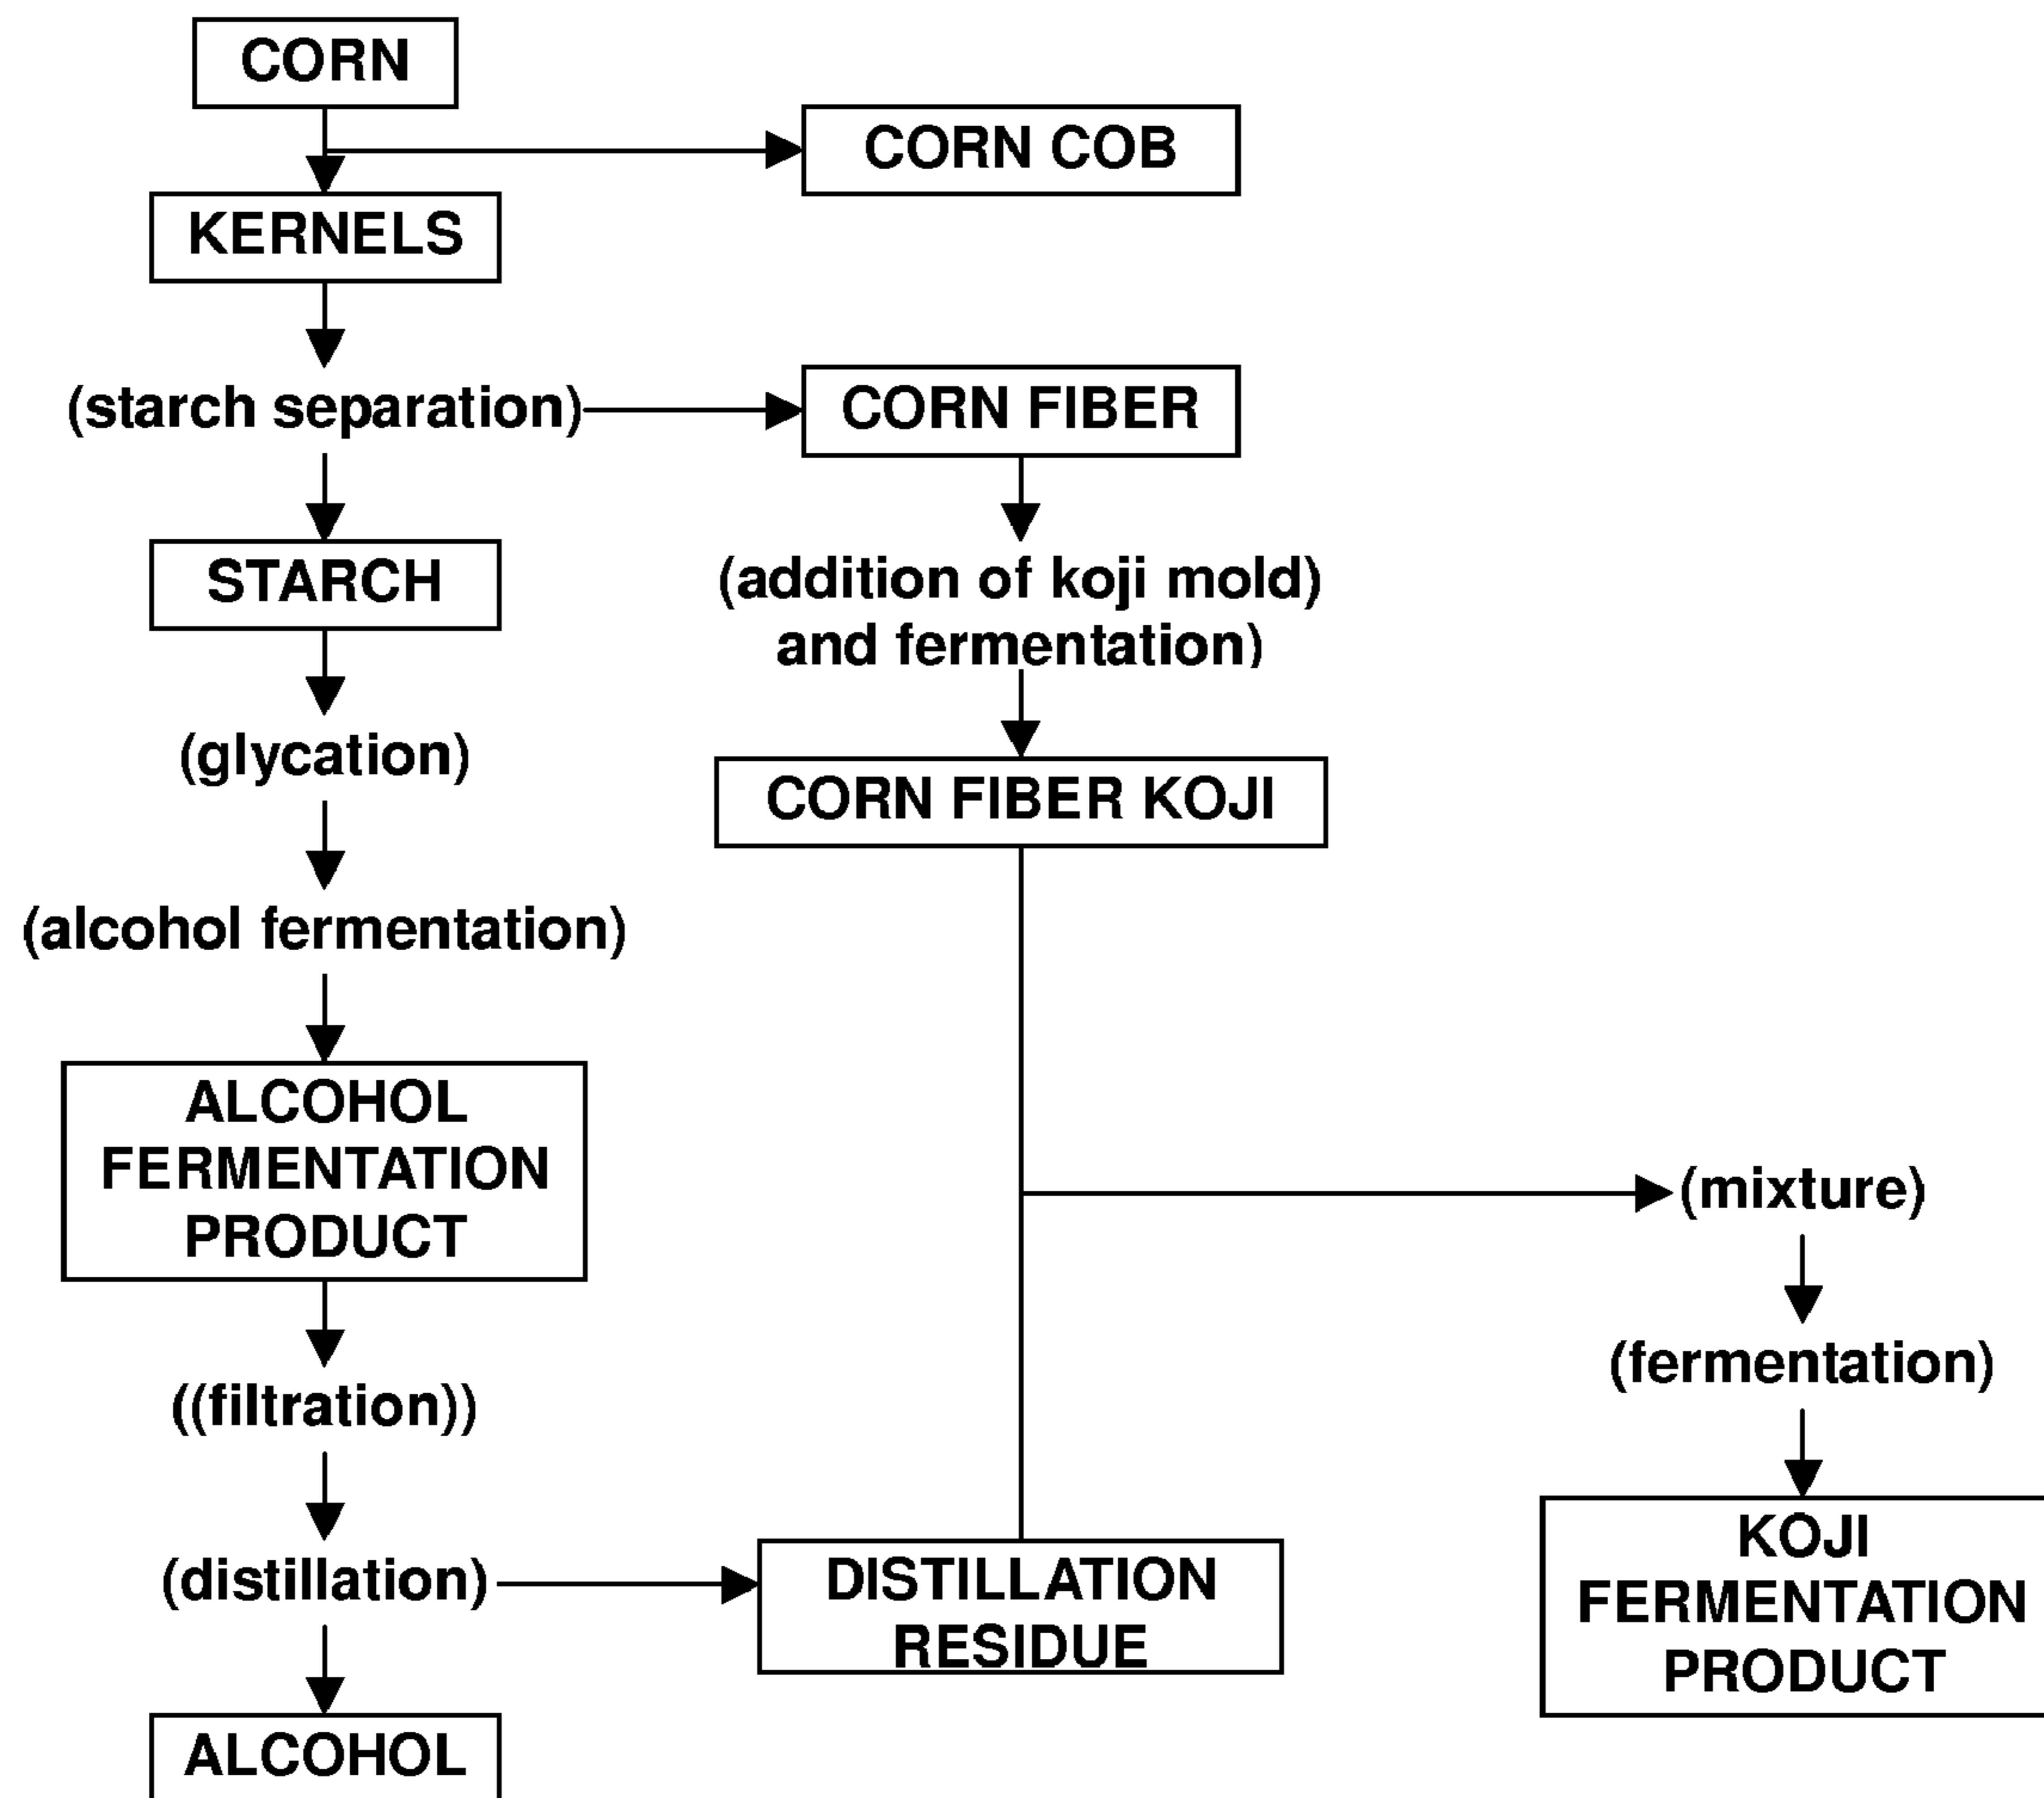 CORN
CORN COB
KERNELS
(starch separation)
CORN FIBER
STARCH
(addition of koji mold)
and fermentation)
(glycation)
CORN FIBER KOJI
(alcohol fermentation)
ALCOHOL
FERMENTATION
PRODUCT
(mixture)
(fermentation)
((filtration))
(distillation)
DISTILLATION
RESIDUE
KOJI
FERMENTATION
PRODUCT
ALCOHOL